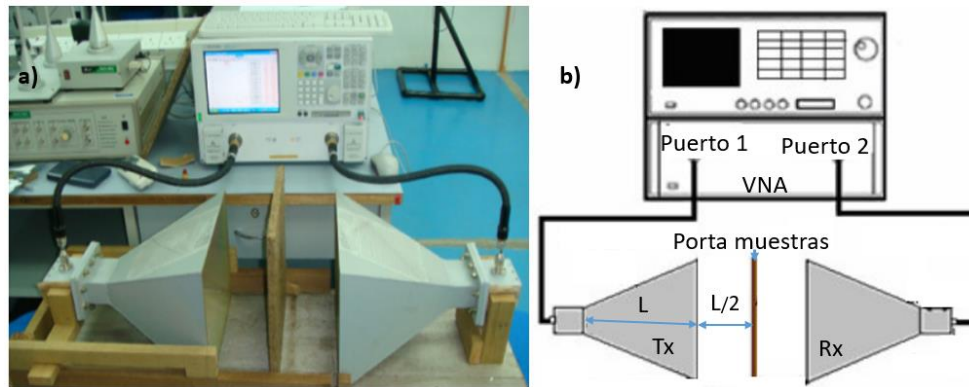 a)
b)
Puerto 1
Puerto 2
VNA
Porta muestras
L
L/2
Tx
Rx